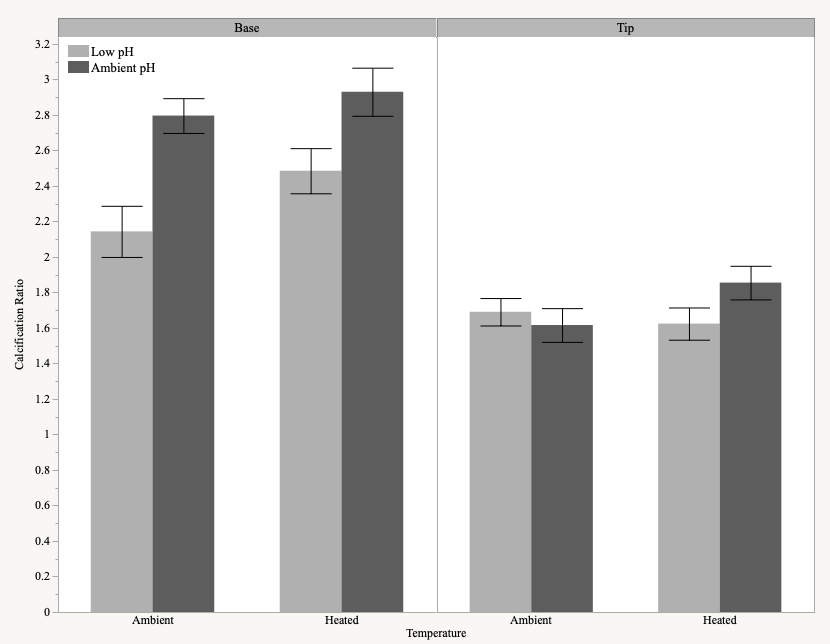 Base
Tip
Low pH
Ambient pH
3.2
3
2.8
2.6
2.4
2.2
2
1.8
1.6
1.4
1.2
1
0.8
0.6
0.4
0.2
0
Calcification Ratio
Ambient
Heated
Ambient
Heated
Temperature